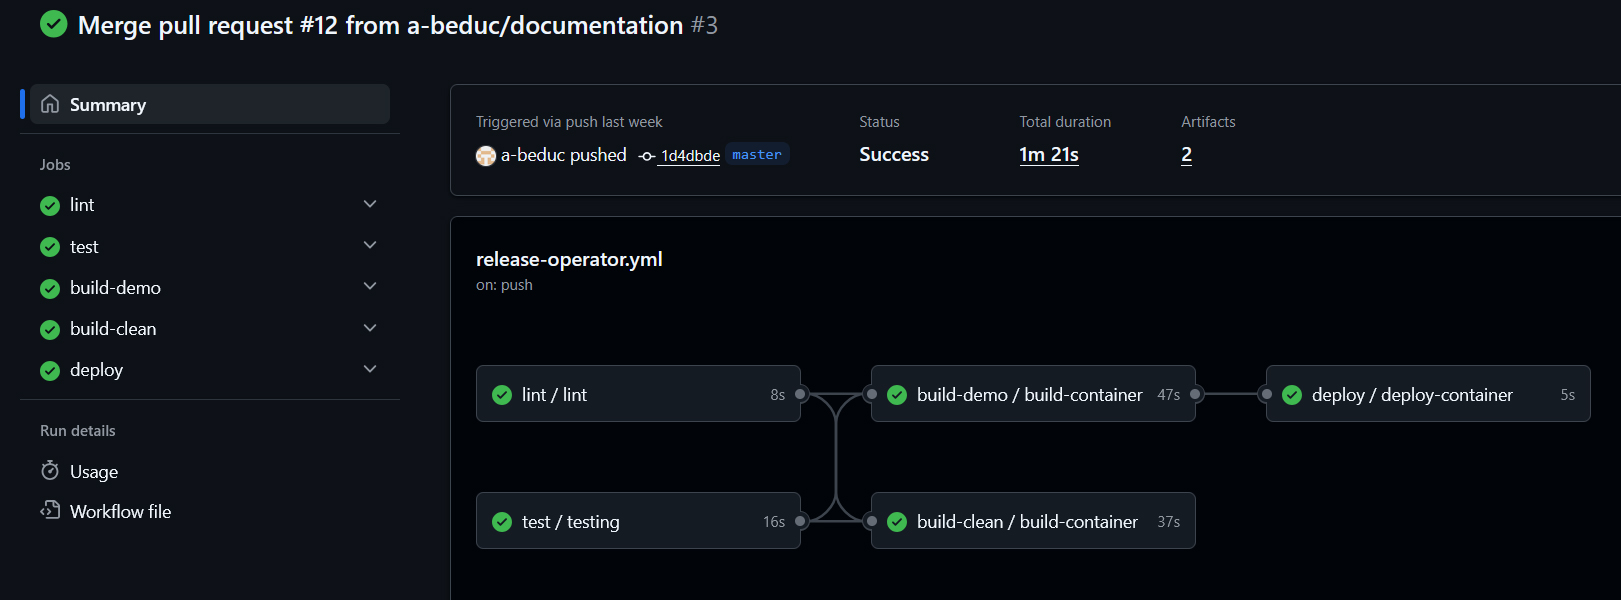 Merge pull request #12 from a-beduc/documentation #3
Summary
Jobs
lint
test
build-demo
build-clean
deploy
Run details
Usage
Workflow file
Triggered via push last week
a-beduc pushed 1d4dbde master
Status
Success
Total duration
1m 21s
Artifacts
2
release-operator.yml
on: push
lint / lint 8s
build-demo / build-container 47s
deploy / deploy-container 5s
test / testing 16s
build-clean / build-container 37s